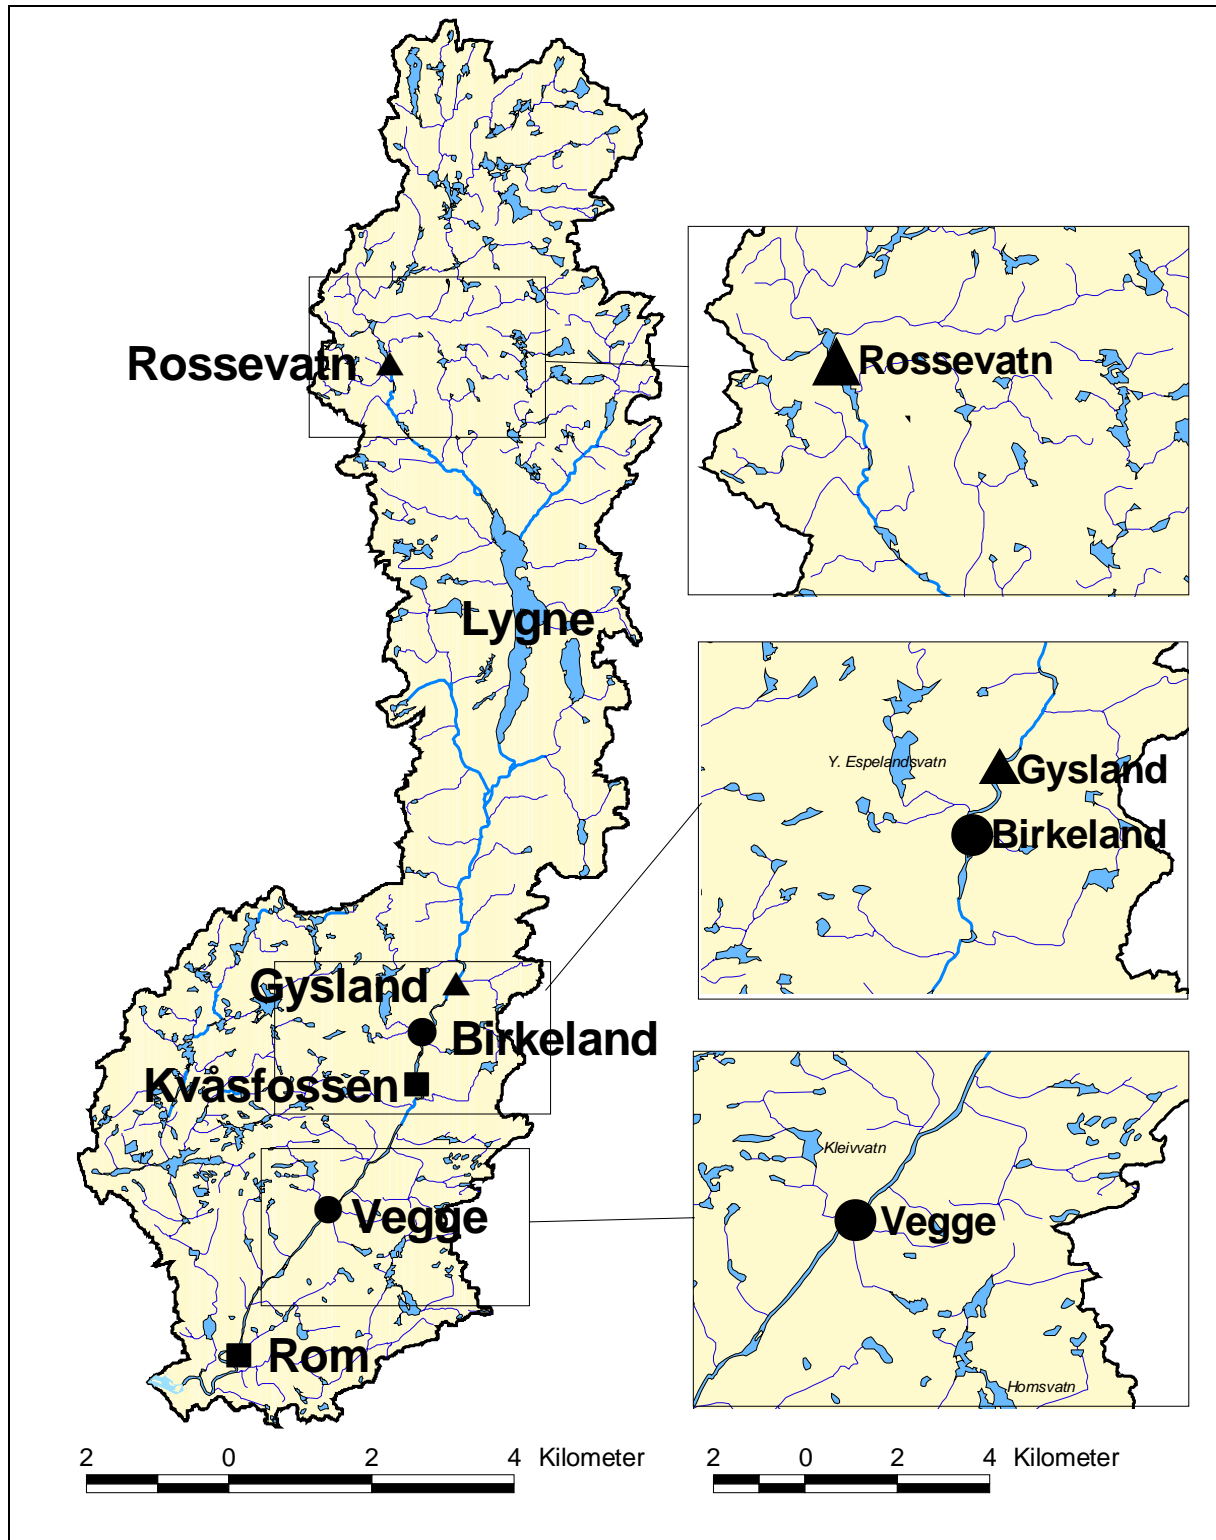 Rossevatn
Lygne
Gysland
Birkeland
Kvåsfossen
Vegge
Rom
2 0 2 4 Kilometer
Rossevatn
Y. Espelandsvatn
Gysland
Birkeland
Kleivvatn
Vegge
Homsvatn
2 0 2 4 Kilometer